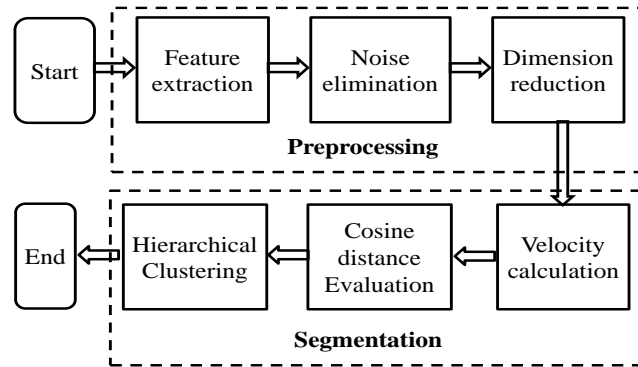 Start
Feature
extraction
Noise
elimination
Dimension
reduction
Preprocessing
Velocity
calculation
Cosine
distance
Evaluation
Hierarchical
Clustering
End
Segmentation